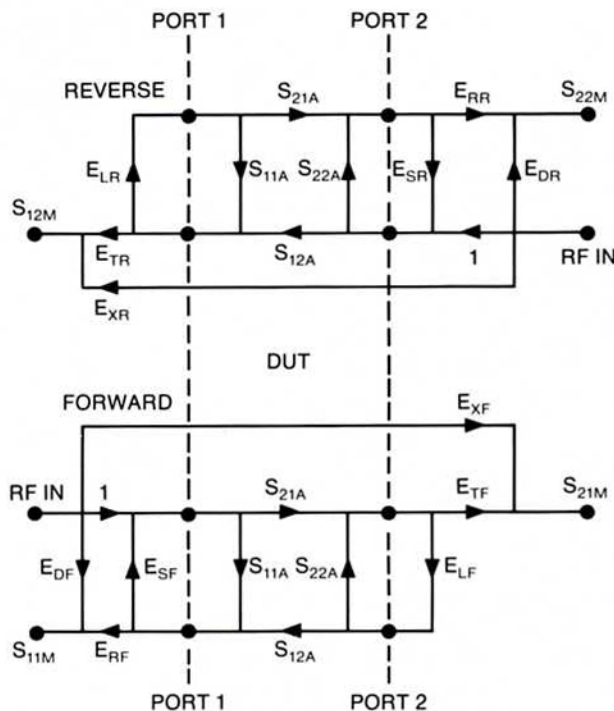 PORT 1 PORT 2
REVERSE S21A ERR S22M
ELR S11A S22A ESR EDR
S12M
ETR S12A 1 RF IN
EXR
DUT
FORWARD EXF
RF IN 1 S21A ETF S21M
EDF ESF S11A S22A ELF
S11M ERF S12A
PORT 1 PORT 2